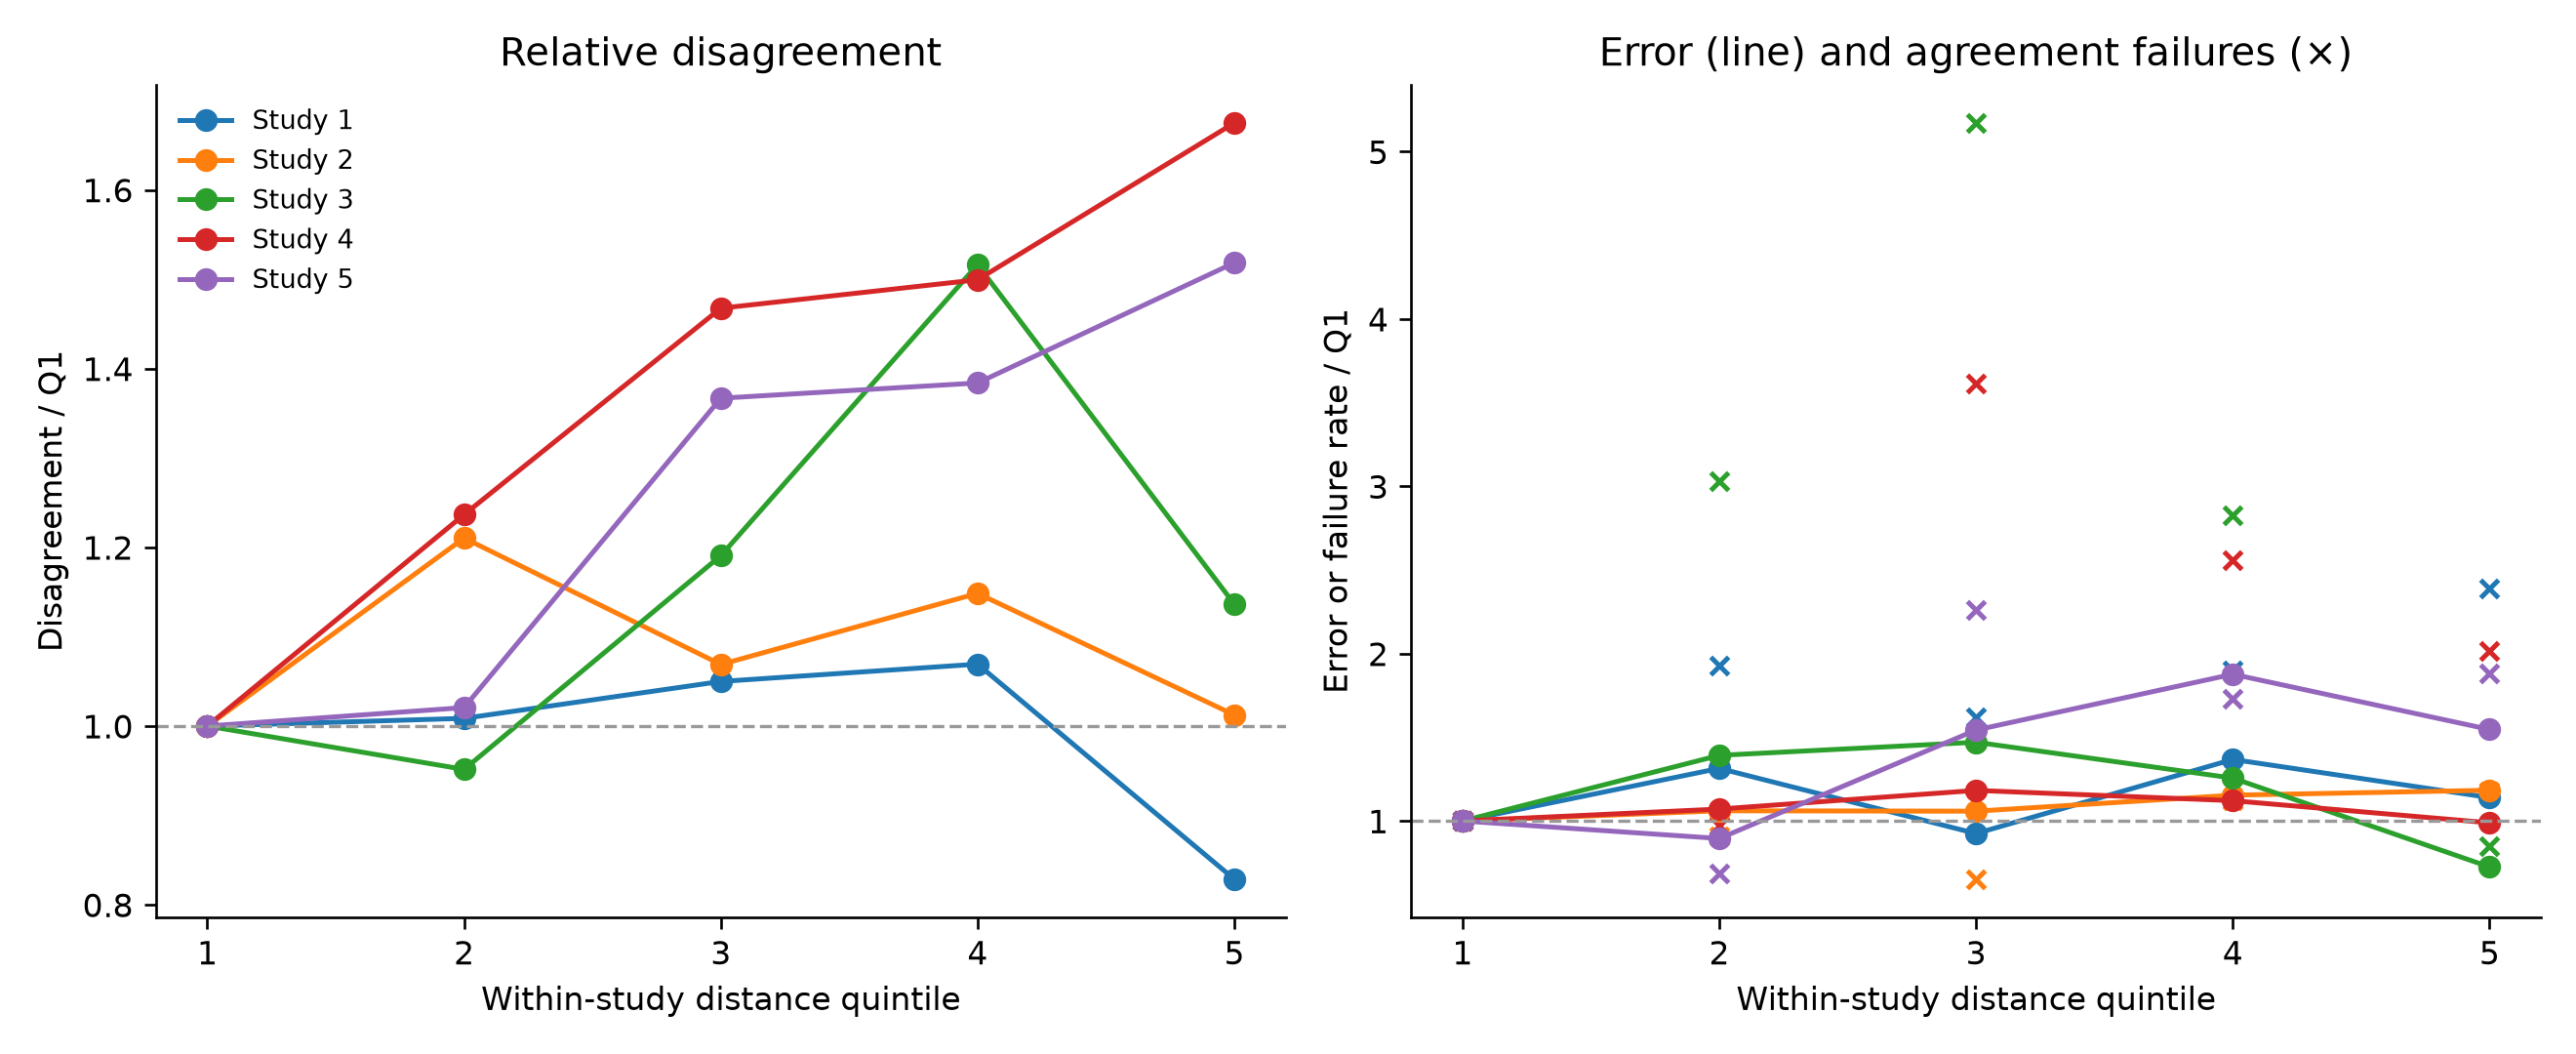 Relative disagreement
Disagreement / Q1
1.6
1.4
1.2
1.0
0.8
Study 1
Study 2
Study 3
Study 4
Study 5
1
2
3
4
5
Within-study distance quintile
Error (line) and agreement failures (×)
Error or failure rate / Q1
5
4
3
2
1
1
2
3
4
5
Within-study distance quintile